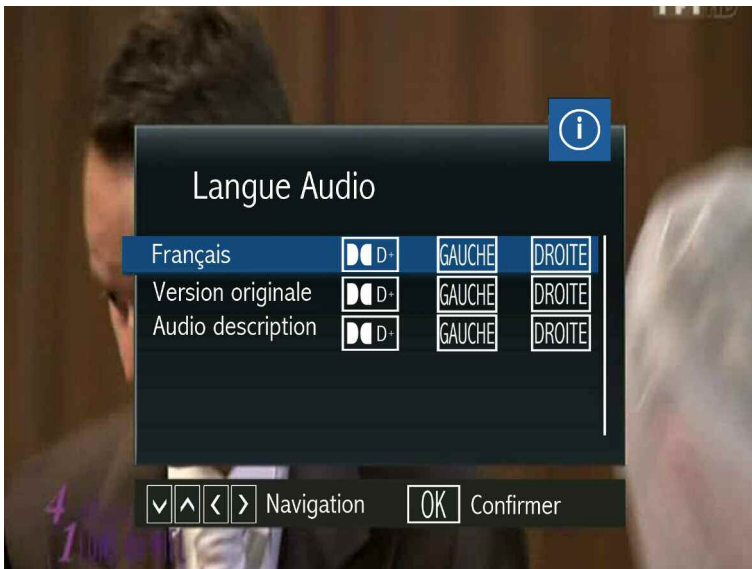 Langue Audio
Français D+ GAUCHE DROITE
Version originale D+ GAUCHE DROITE
Audio description D+ GAUCHE DROITE
Navigation OK Confirmer